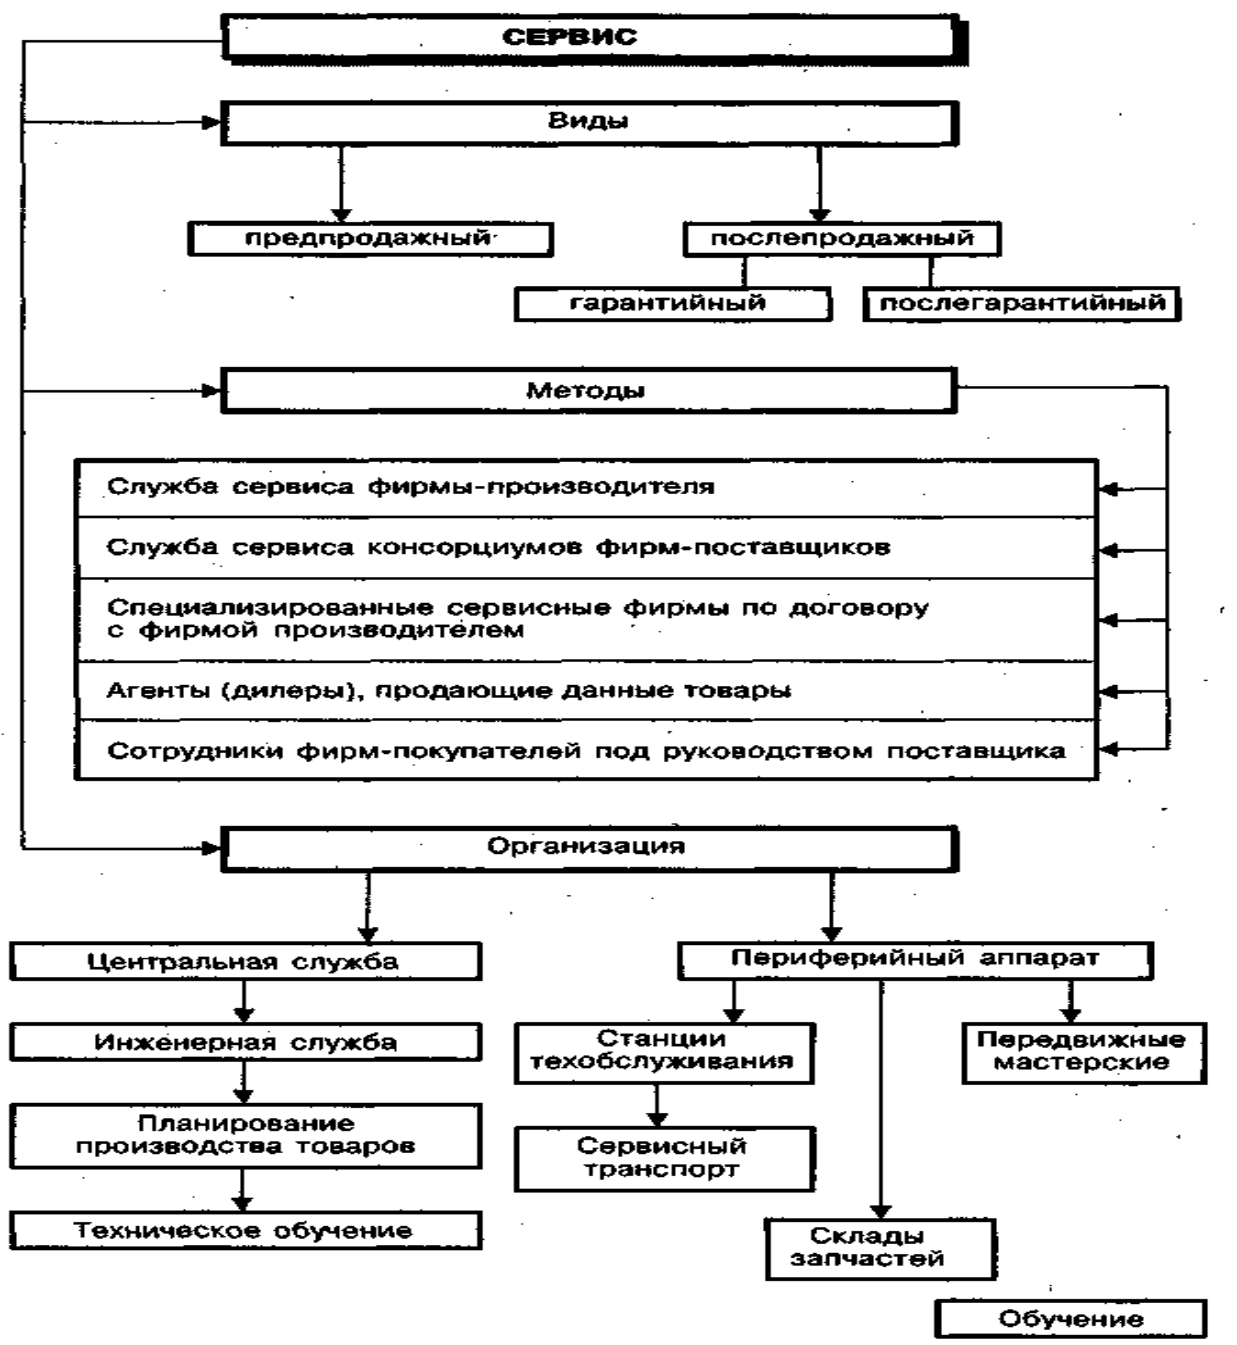 СЕРВИС
Виды
предпродажный
послепродажный
гарантийный
послегарантийный
Методы
Служба сервиса фирмы-производителя
Служба сервиса консорциумов фирм-поставщиков
Специализированные сервисные фирмы по договору
с фирмой производителем
Агенты (дилеры), продающие данные товары
Сотрудники фирм-покупателей под руководством поставщика
Организация
Центральная служба
Периферийный аппарат
Инженерная служба
Станции
техобслуживания
Передвижные
мастерские
Планирование
производства товаров
Сервисный
транспорт
Техническое обучение
Склады
запчастей
Обучение